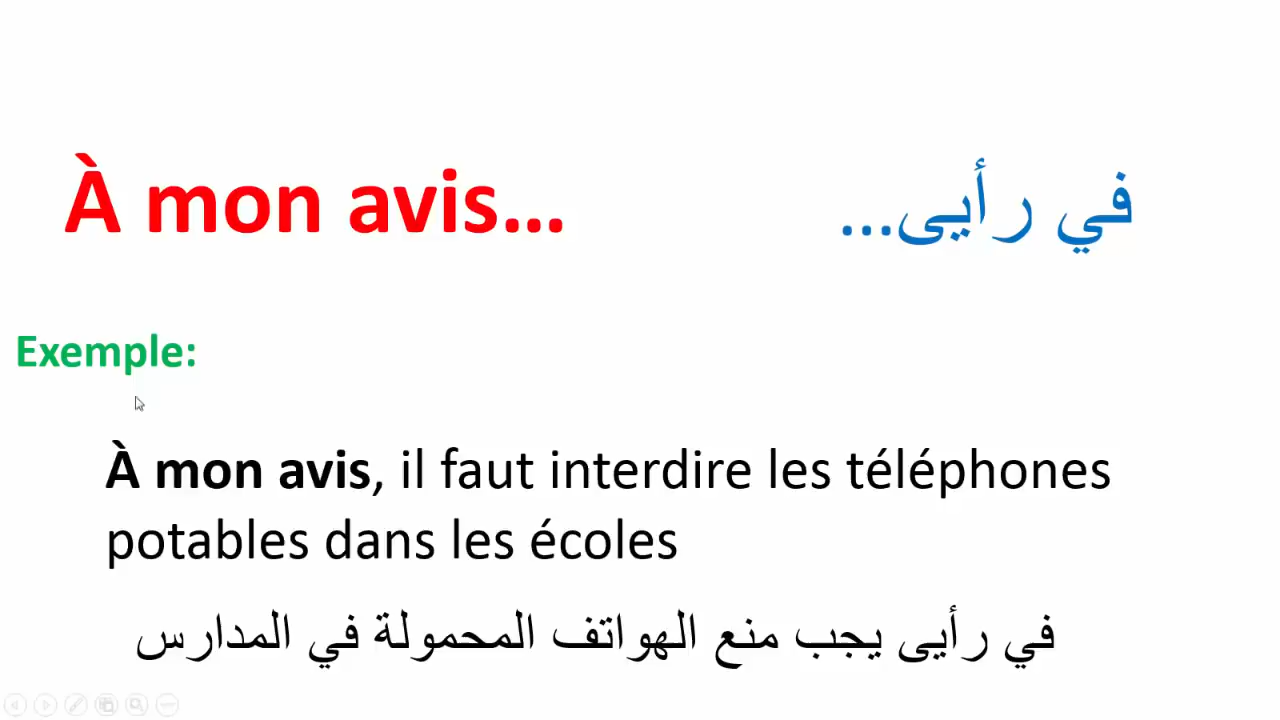 À mon avis...
في رأيى...
Exemple:
À mon avis, il faut interdire les téléphones
potables dans les écoles
في رأيى يجب منع الهواتف المحمولة في المدارس